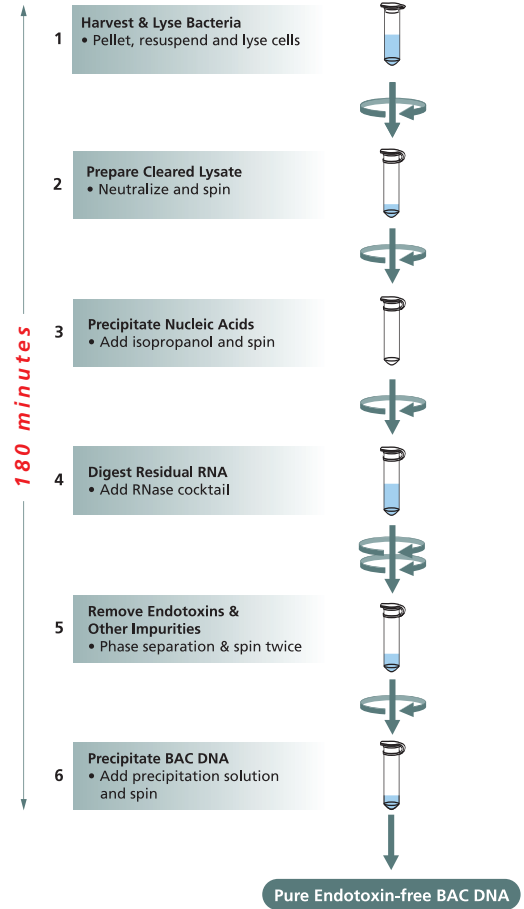 180 minutes
1
Harvest & Lyse Bacteria
• Pellet, resuspend and lyse cells
2
Prepare Cleared Lysate
• Neutralize and spin
3
Precipitate Nucleic Acids
• Add isopropanol and spin
4
Digest Residual RNA
• Add RNase cocktail
5
Remove Endotoxins &
Other Impurities
• Phase separation & spin twice
6
Precipitate BAC DNA
• Add precipitation solution
and spin
Pure Endotoxin-free BAC DNA